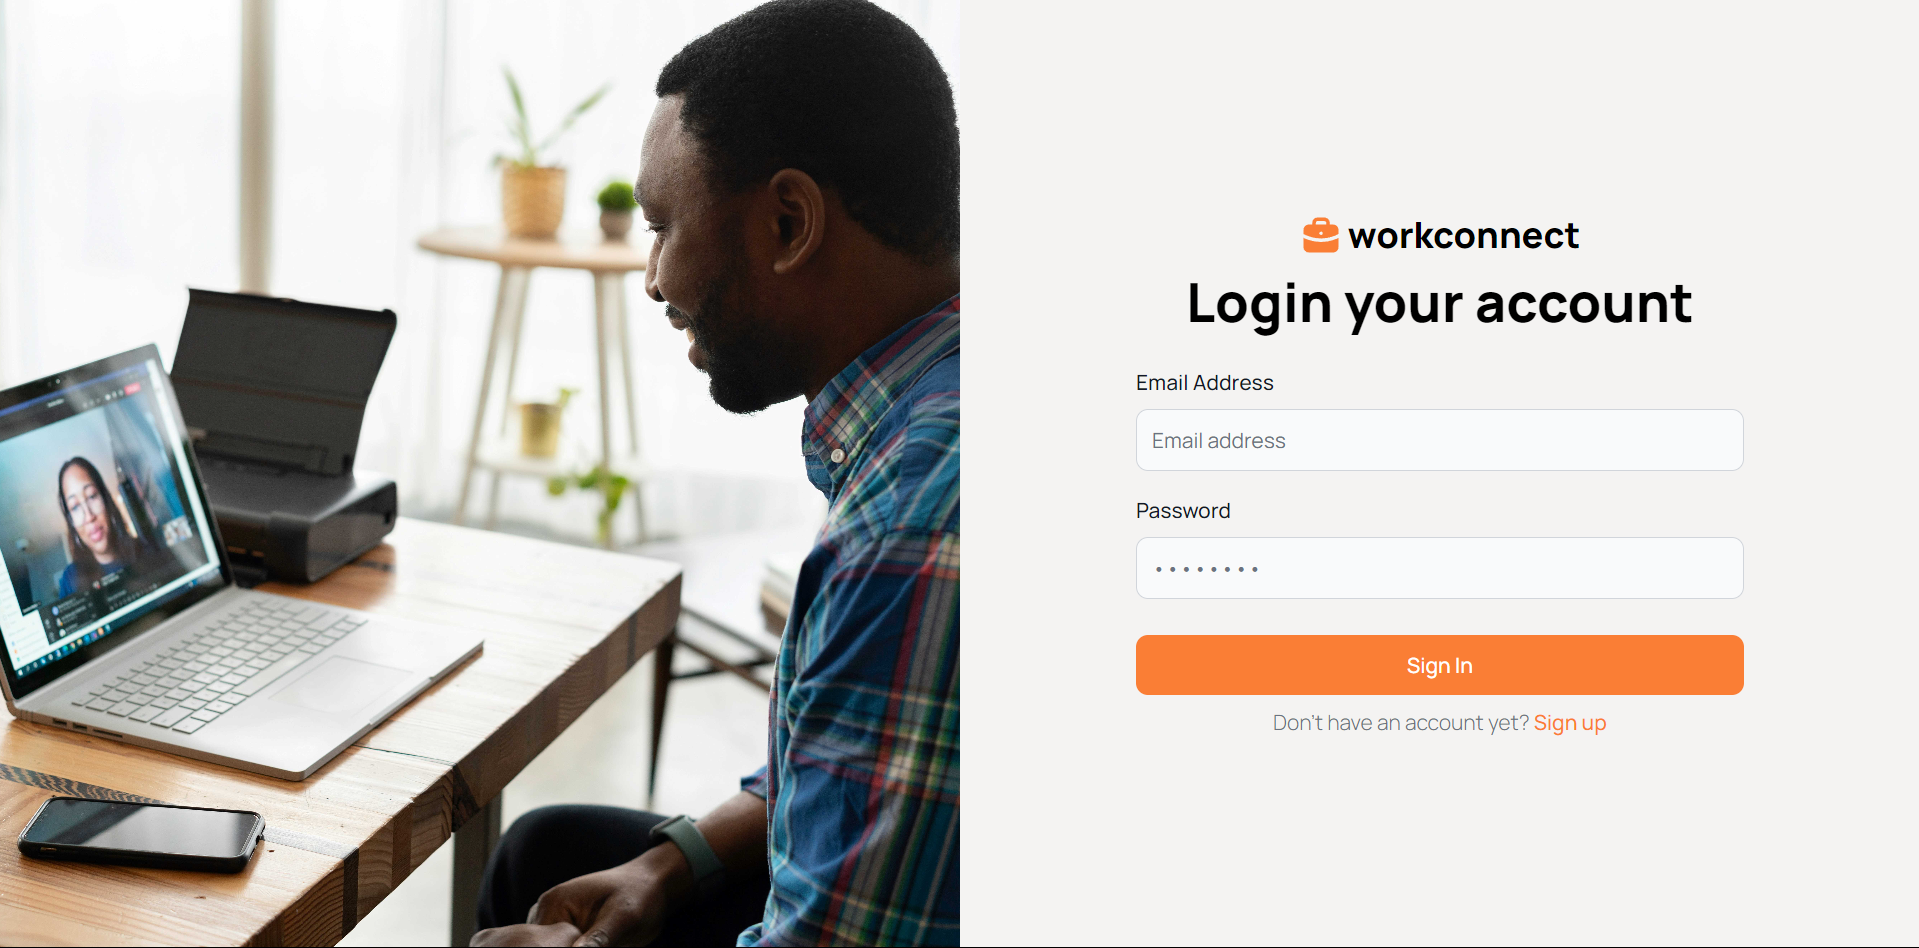 workconnect
Login your account
Email Address
Email address
Password
••••••••
Sign In
Don't have an account yet? Sign up